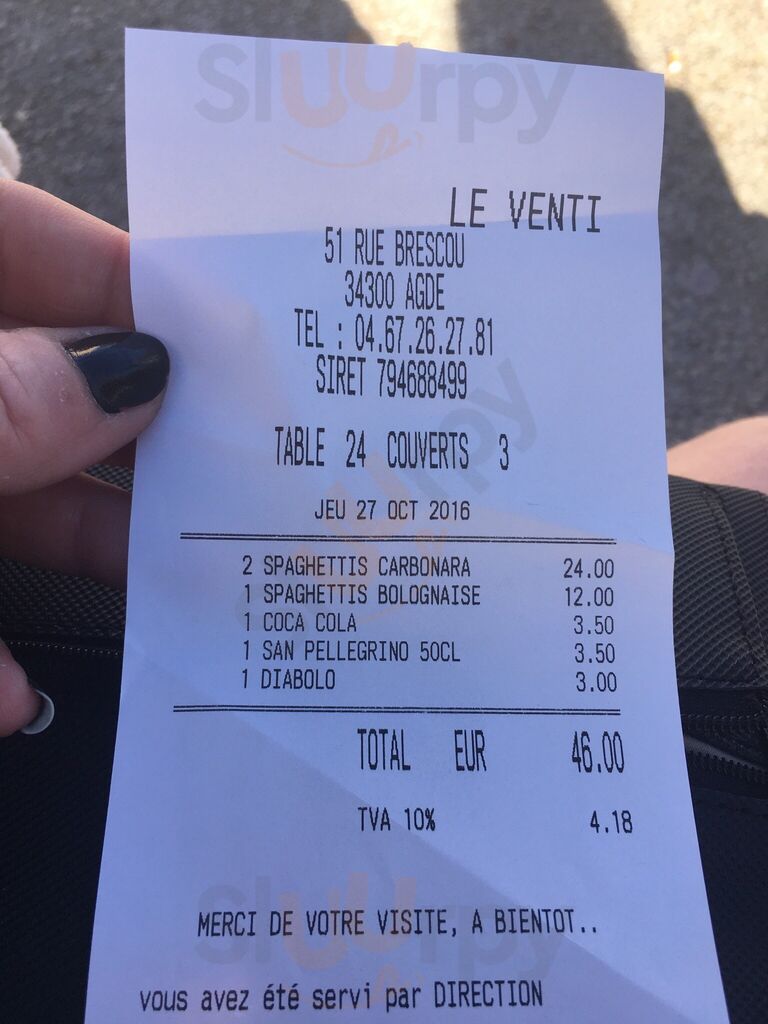 Sluurpy
LE VENTI
51 RUE BRESCOU
34300 AGDE
TEL : 04.67.26.27.81
SIRET 794688499
TABLE 24 COUVERTS 3
JEU 27 OCT 2016
2 SPAGHETTIS CARBONARA 24.00
1 SPAGHETTIS BOLOGNAISE 12.00
1 COCA COLA 3.50
1 SAN PELLEGRINO 50CL 3.50
1 DIABOLO 3.00
TOTAL EUR 46.00
TVA 10% 4.18
MERCI DE VOTRE VISITE, A BIENTOT..
vous avez été servi par DIRECTION
Sluurpy
Sluurpy